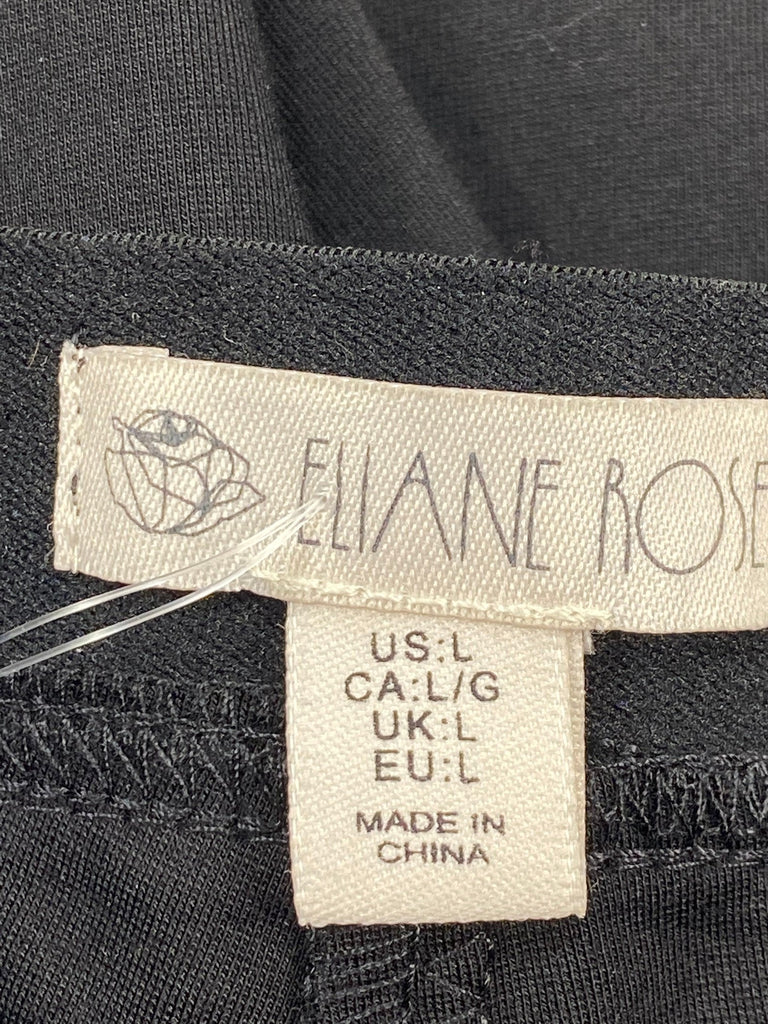 ELIANE ROSE
US:L
CA:L/G
UK:L
EU:L
MADE IN
CHINA